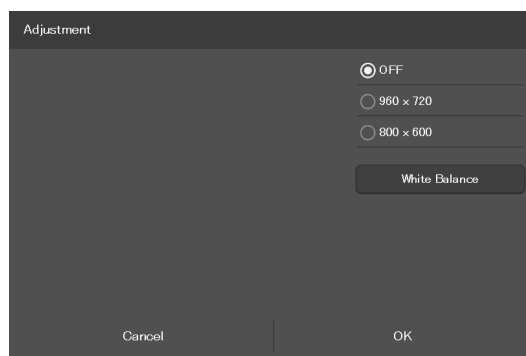 Adjustment
OFF
960 × 720
800 × 600
White Balance
Cancel
OK